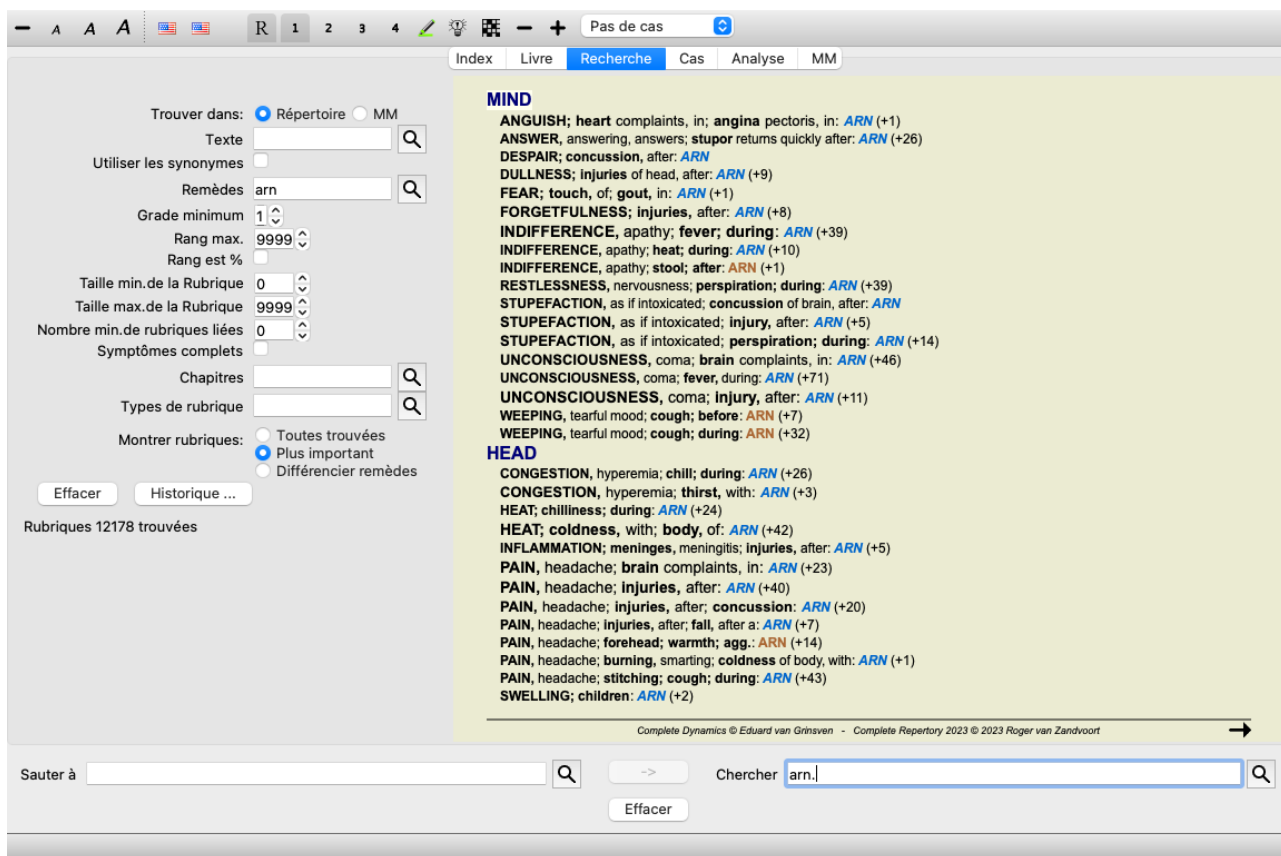 A A A R 1 2 3 4 Pas de cas
Index Livre Recherche Cas Analyse MM
Trouver dans: Répertoire MM
Texte
Utiliser les synonymes
Remèdes arn
Grade minimum 1
Rang max. 9999
Rang est %
Taille min.de la Rubrique 0
Taille max.de la Rubrique 9999
Nombre min.de rubriques liées 0
Symptômes complets
Chapitres
Types de rubrique
Montrer rubriques: Toutes trouvées
Plus important
Différencier remèdes
Effacer Historique ...
Rubriques 12178 trouvées
MIND
ANGUISH; heart complaints, in; angina pectoris, in: ARN (+1)
ANSWER, answering, answers; stupor returns quickly after: ARN (+26)
DESPAIR; concussion, after: ARN
DULLNESS; injuries of head, after: ARN (+9)
FEAR; touch, of; gout, in: ARN (+1)
FORGETFULNESS; injuries, after: ARN (+8)
INDIFFERENCE, apathy; fever; during: ARN (+39)
INDIFFERENCE, apathy; heat; during: ARN (+10)
INDIFFERENCE, apathy; stool; after: ARN (+1)
RESTLESSNESS, nervousness; perspiration; during: ARN (+39)
STUPEFACTION, as if intoxicated; concussion of brain, after: ARN
STUPEFACTION, as if intoxicated; injury, after: ARN (+5)
STUPEFACTION, as if intoxicated; perspiration; during: ARN (+14)
UNCONSCIOUSNESS, coma; brain complaints, in: ARN (+46)
UNCONSCIOUSNESS, coma; fever, during: ARN (+71)
UNCONSCIOUSNESS, coma; injury, after: ARN (+11)
WEEPING, tearful mood; cough; before: ARN (+7)
WEEPING, tearful mood; cough; during: ARN (+32)
HEAD
CONGESTION, hyperemia; chill; during: ARN (+26)
CONGESTION, hyperemia; thirst, with: ARN (+3)
HEAT; chilliness; during: ARN (+24)
HEAT; coldness, with; body, of: ARN (+42)
INFLAMMATION; meninges, meningitis; injuries, after: ARN (+5)
PAIN, headache; brain complaints, in: ARN (+23)
PAIN, headache; injuries, after: ARN (+40)
PAIN, headache; injuries, after; concussion: ARN (+20)
PAIN, headache; injuries, after; fall, after a: ARN (+7)
PAIN, headache; forehead; warmth; agg.: ARN (+14)
PAIN, headache; burning, smarting; coldness of body, with: ARN (+1)
PAIN, headache; stitching; cough; during: ARN (+43)
SWELLING; children: ARN (+2)
Complete Dynamics © Eduard van Grinsven - Complete Repertory 2023 © 2023 Roger van Zandvoort
Sauter à -> Chercher arn.
Effacer